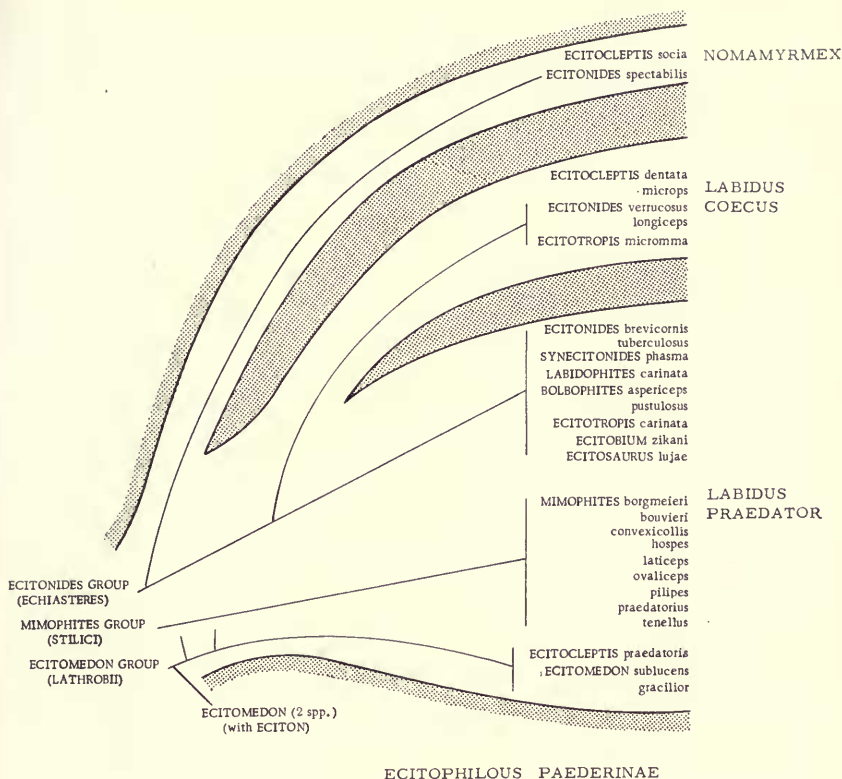 ECITOCLEPTIS socia
ECITONIDES spectabilis
NOMAMYRMEX
ECITOCLEPTIS dentata
microps
ECITONIDES verrucosus
longiceps
ECITOTROPIS micromma
LABIDUS
COECUS
ECITONIDES brevicornis
tuberculosus
SYNECITONIDES phasma
LABIDOPHITES carinata
BOLBOPHITES aspericeps
pustulosus
ECITOTROPIS carinata
ECITOBIUM zikani
ECITOSAURUS lujae
LABIDUS
PRAEDATOR
MIMOPHITES borgmeieri
bouvieri
convexicollis
hospes
laticeps
ovaliceps
pilipes
praedatorius
tenellus
ECITONIDES GROUP
(ECHIASTERES)
MIMOPHITES GROUP
(STILICI)
ECITOMEDON GROUP
(LATHROBII)
ECITOCLEPTIS praedatoria
ECITOMEDON sublucens
gracilior
ECITOMEDON (2 spp.)
(with ECITON)
ECITOPHILOUS PAEDERINAE